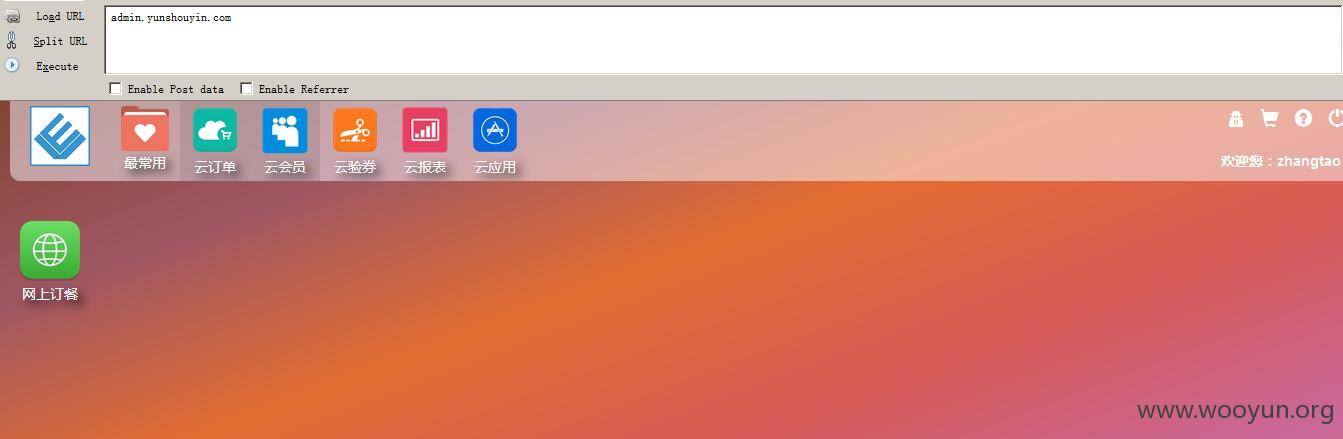 Load URL
admin.yunshouyin.com
Split URL
Execute
Enable Post data
Enable Referrer
最常用
云订单
云会员
云验券
云报表
云应用
欢迎您：zhangtao
网上订餐
www.wooyun.org